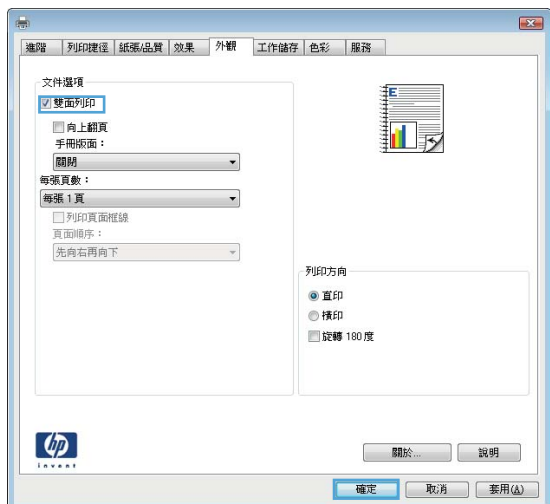 進階 列印捷徑 紙張/品質 效果 外觀 工作儲存 色彩 服務
文件選項
雙面列印
向上翻頁
手冊版面：
關閉
每張頁數：
每張 1 頁
列印頁面框線
頁面順序：
先向右再向下
E
列印方向
直印
橫印
旋轉 180 度
hp
invent
關於... 說明
確定 取消 套用(A)